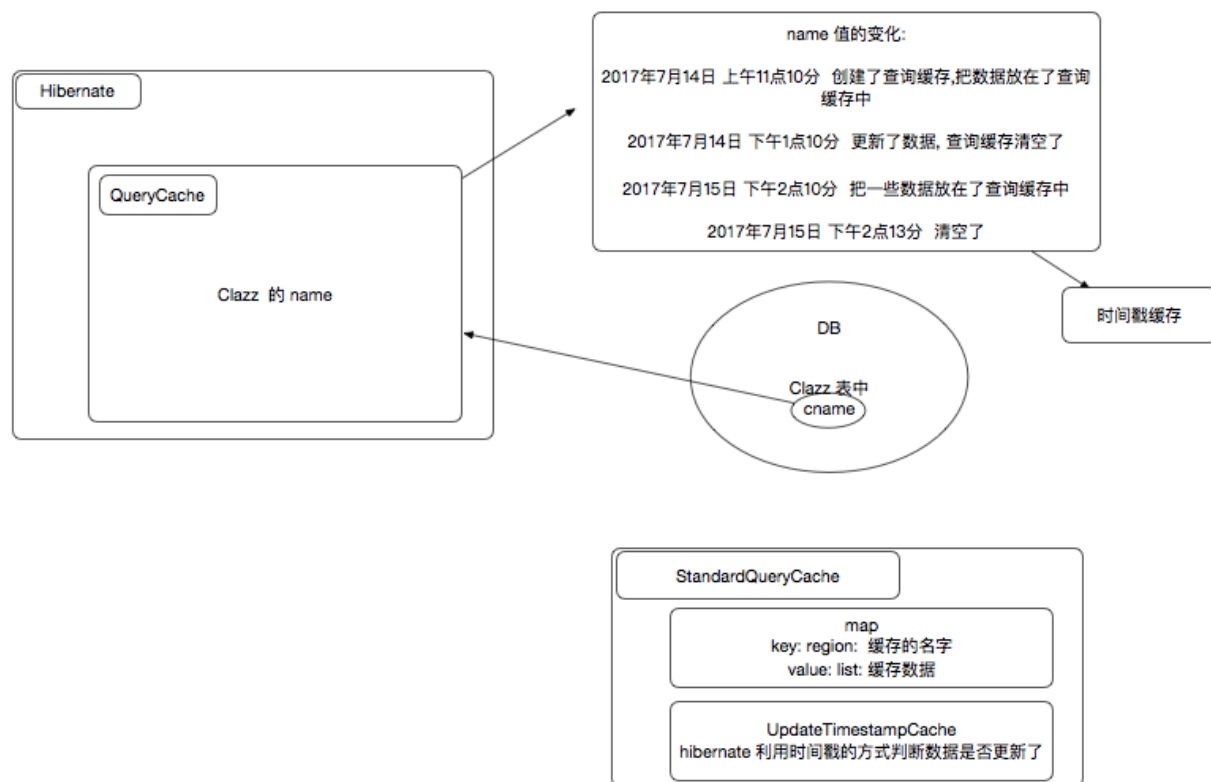 Hibernate
QueryCache
Clazz 的 name
name 值的变化:
2017年7月14日 上午11点10分 创建了查询缓存,把数据放在了查询
缓存中
2017年7月14日 下午1点10分 更新了数据, 查询缓存清空了
2017年7月15日 下午2点10分 把一些数据放在了查询缓存中
2017年7月15日 下午2点13分 清空了
时间戳缓存
DB
Clazz 表中
cname
StandardQueryCache
map
key: region: 缓存的名字
value: list: 缓存数据
UpdateTimestampCache
hibernate 利用时间戳的方式判断数据是否更新了